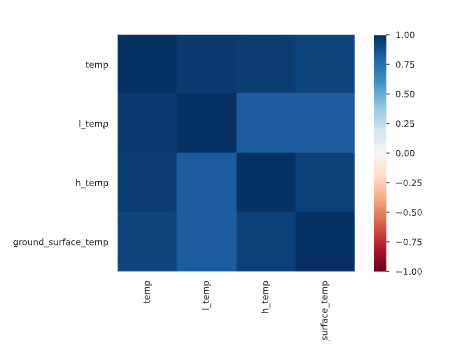 temp
l_temp
h_temp
ground_surface_temp
temp
l_temp
h_temp
surface_temp
1.00
0.75
0.50
0.25
0.00
−0.25
−0.50
−0.75
−1.00